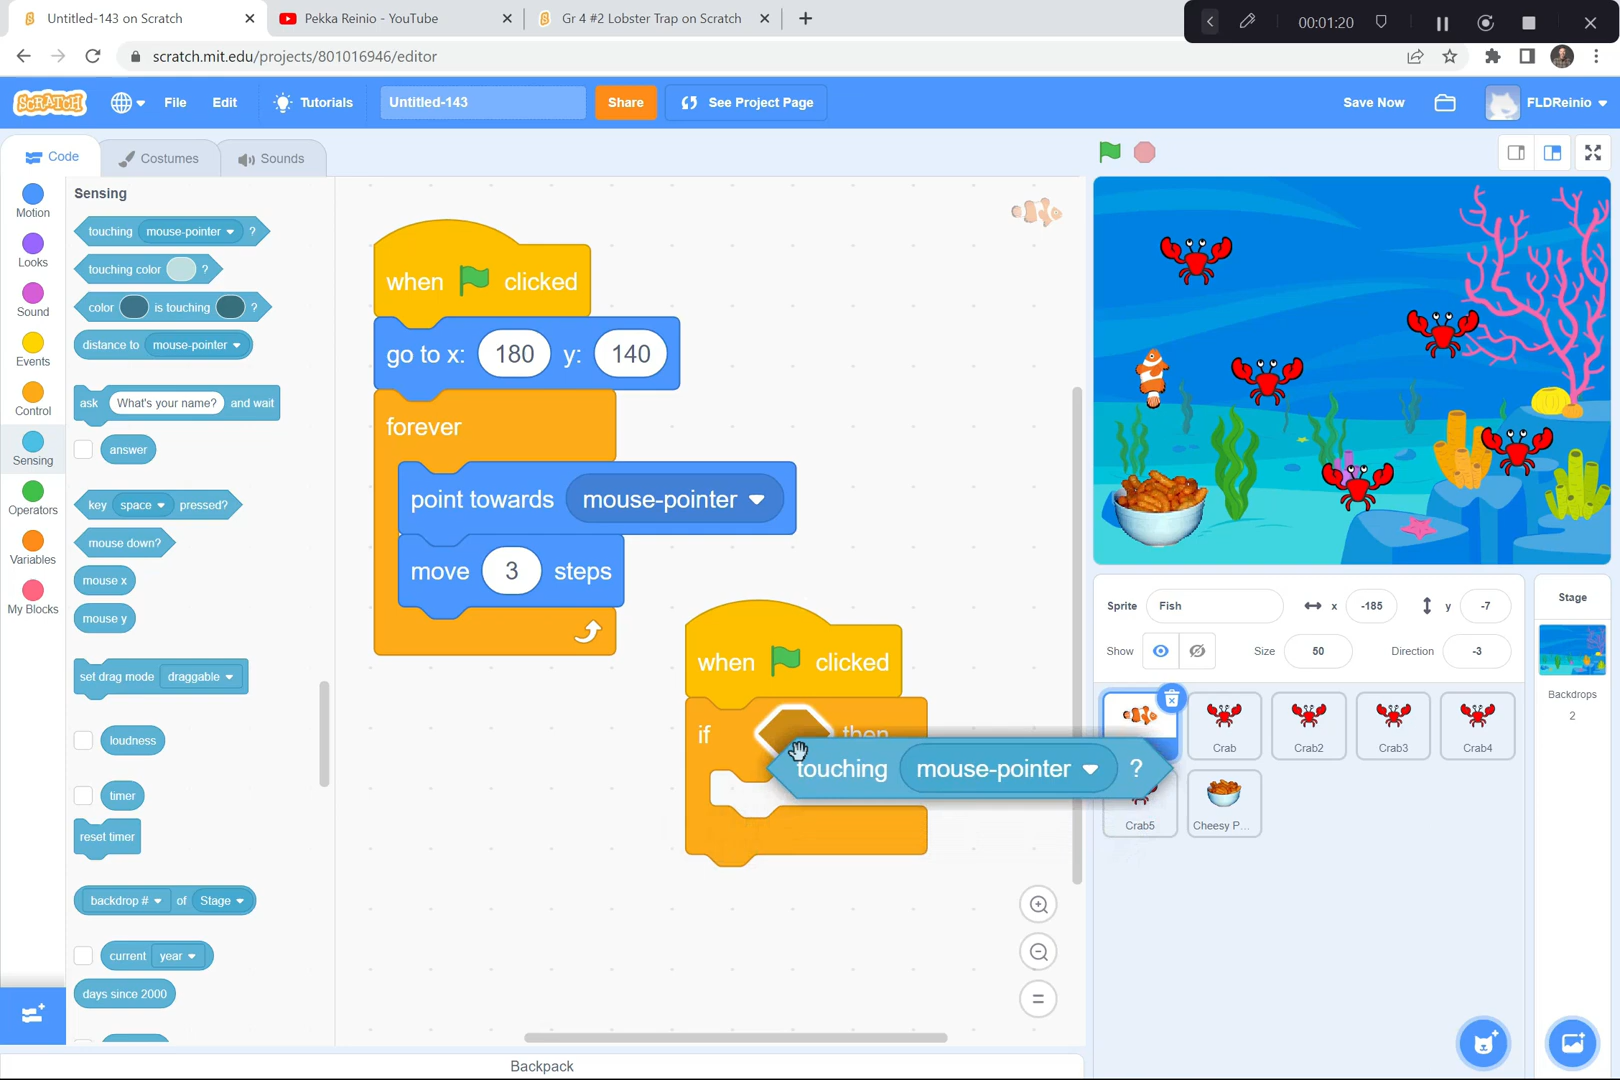 Untitled-143 on Scratch
Pekka Reinio - YouTube
Gr 4 #2 Lobster Trap on Scratch
00:01:20
scratch.mit.edu/projects/801016946/editor
SCRATCH
File
Edit
Tutorials
Untitled-143
Share
See Project Page
Save Now
FLDReinio
Code
Costumes
Sounds
Motion
Looks
Sound
Events
Control
Sensing
Operators
Variables
My Blocks
Sensing
touching mouse-pointer ?
touching color ?
color is touching ?
distance to mouse-pointer
ask What's your name? and wait
answer
key space pressed?
mouse down?
mouse x
mouse y
set drag mode draggable
loudness
timer
reset timer
backdrop # of Stage
current year
days since 2000
when clicked
go to x: 180 y: 140
forever
point towards mouse-pointer
move 3 steps
when clicked
if then
touching mouse-pointer ?
Backpack
Sprite Fish x -185 y -7
Show Size 50 Direction -3
Crab
Crab2
Crab3
Crab4
Crab5
Cheesy P...
Stage
Backdrops
2